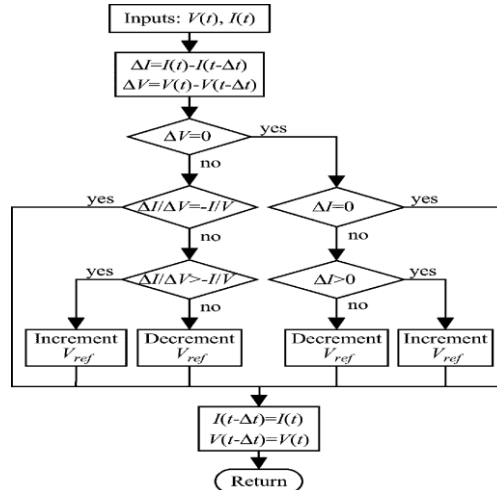 Inputs: V(t), I(t)
ΔI=I(t)-I(t-Δt)
ΔV=V(t)-V(t-Δt)
ΔV=0
yes
no
yes
ΔI/ΔV=-I/V
ΔI=0
yes
no
no
yes
ΔI/ΔV>-I/V
ΔI>0
yes
no
no
Increment
Vref
Decrement
Vref
Decrement
Vref
Increment
Vref
I(t-Δt)=I(t)
V(t-Δt)=V(t)
Return